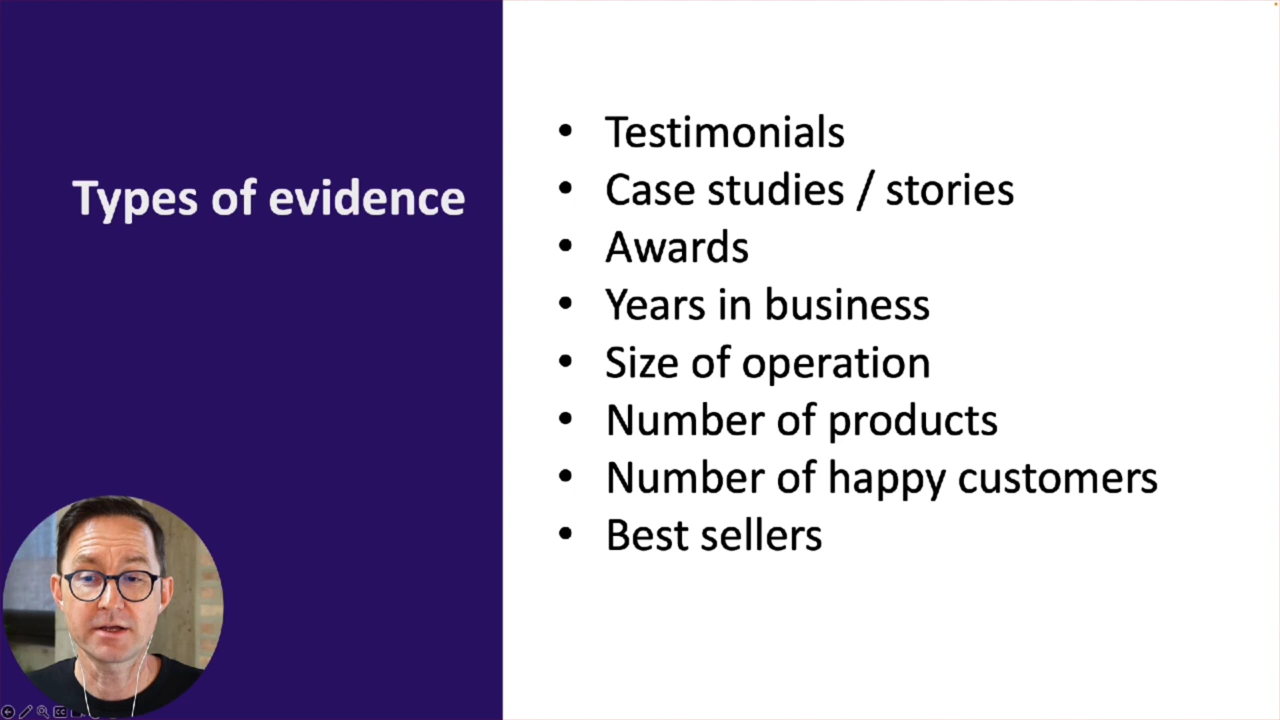 Types of evidence
• Testimonials
• Case studies / stories
• Awards
• Years in business
• Size of operation
• Number of products
• Number of happy customers
• Best sellers